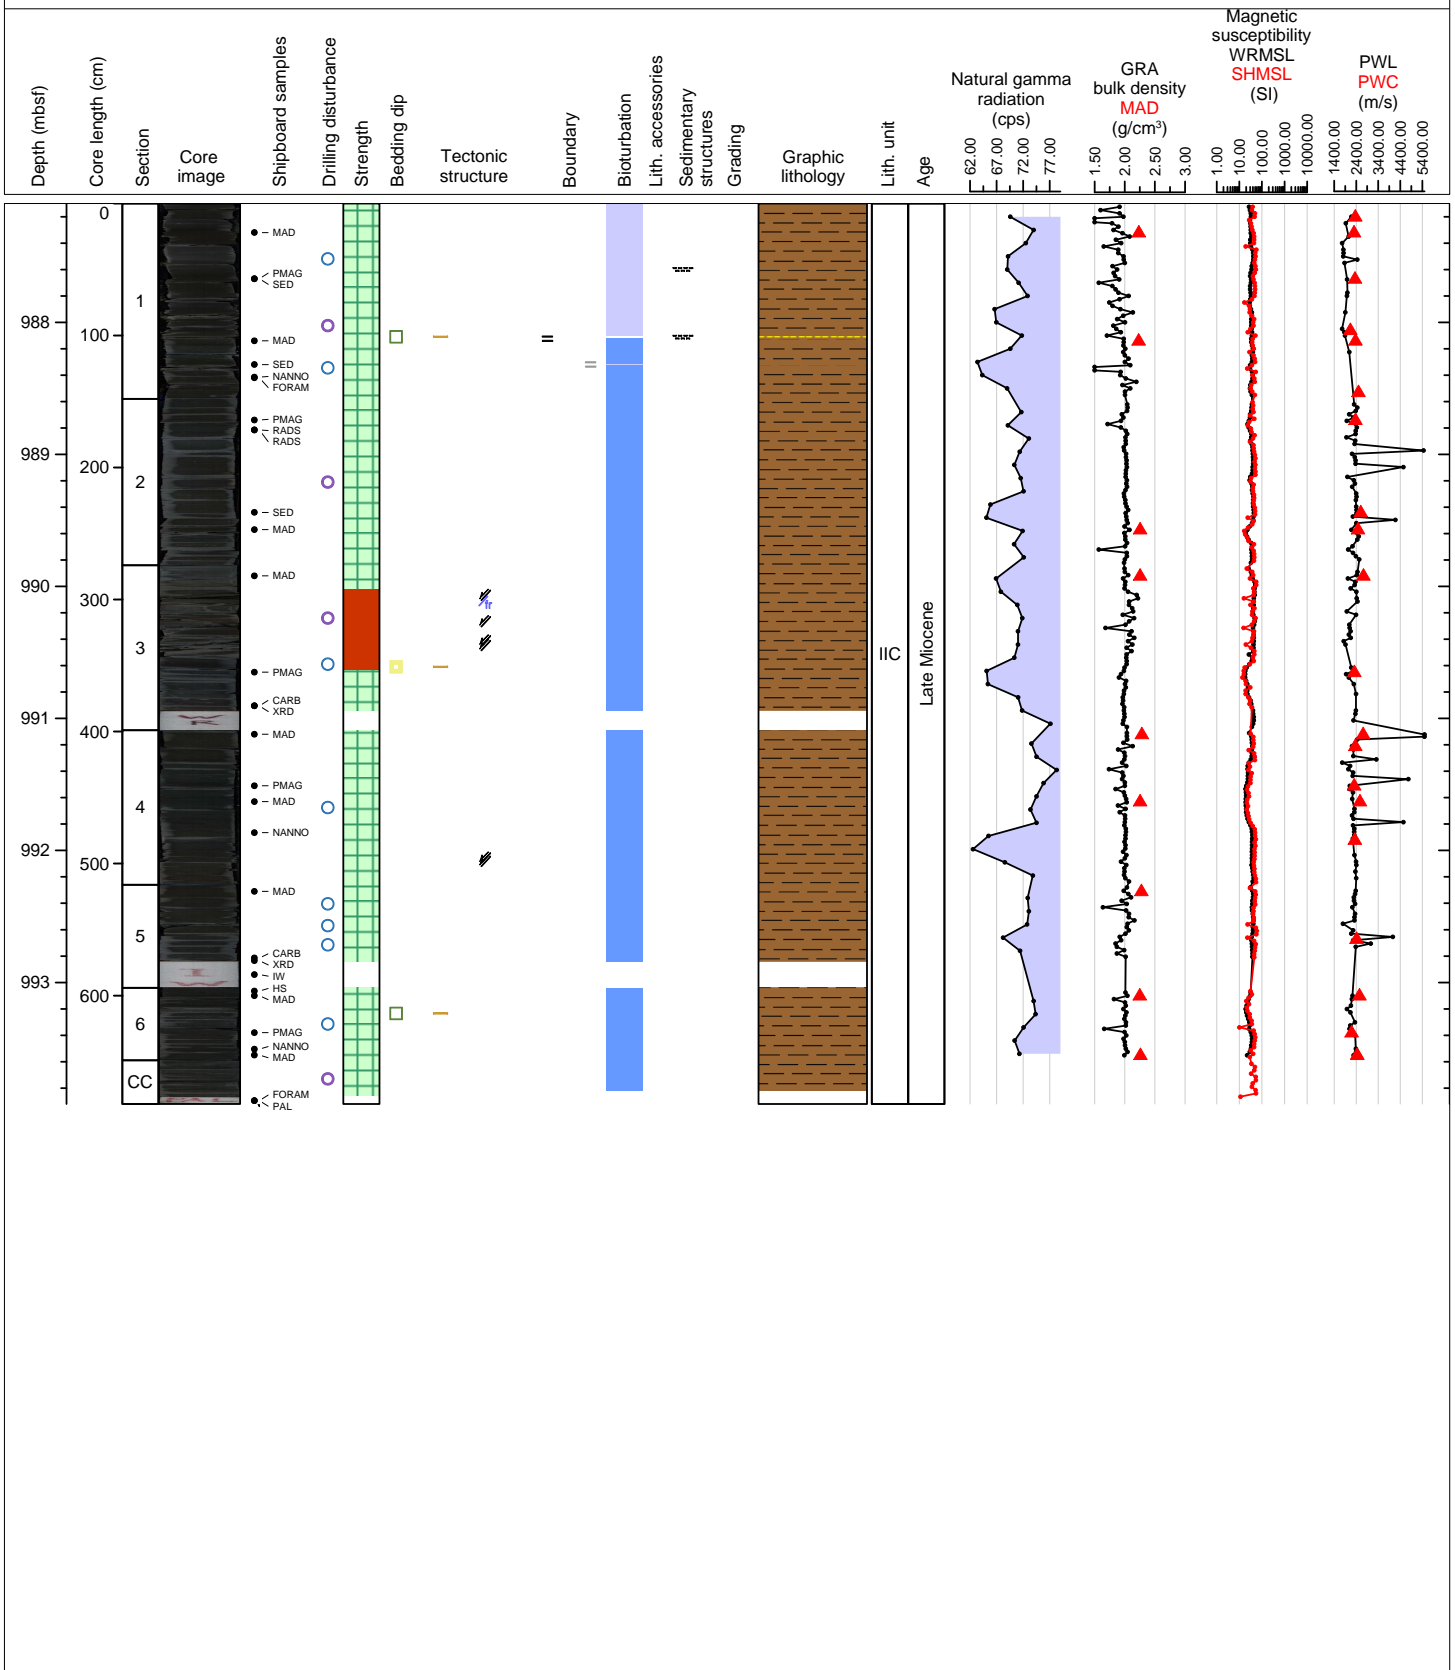 Depth (mbsf)
Core length (cm)
Section
Core
image
Shipboard samples
Drilling disturbance
Strength
Bedding dip
Tectonic
structure
Boundary
Bioturbation
Lith. accessories
Sedimentary
structures
Grading
Graphic
lithology
Lith. unit
Age
Natural gamma
radiation
(cps)
62.00
67.00
72.00
77.00
GRA
bulk density
MAD
(g/cm³)
1.50
2.00
2.50
3.00
Magnetic
susceptibility
WRMSL
SHMSL
(SI)
1.00
10.00
100.00
1000.00
10000.00
PWL
PWC
(m/s)
1400.00
2400.00
3400.00
4400.00
5400.00
988
989
990
991
992
993
0
100
200
300
400
500
600
1
2
3
4
5
6
CC
MAD
PMAG
SED
MAD
SED
NANNO
FORAM
PMAG
RADS
RADS
SED
MAD
MAD
PMAG
CARB
XRD
MAD
PMAG
MAD
NANNO
MAD
CARB
XRD
IW
HS
MAD
PMAG
NANNO
MAD
FORAM
PAL
fr
IIC
Late Miocene